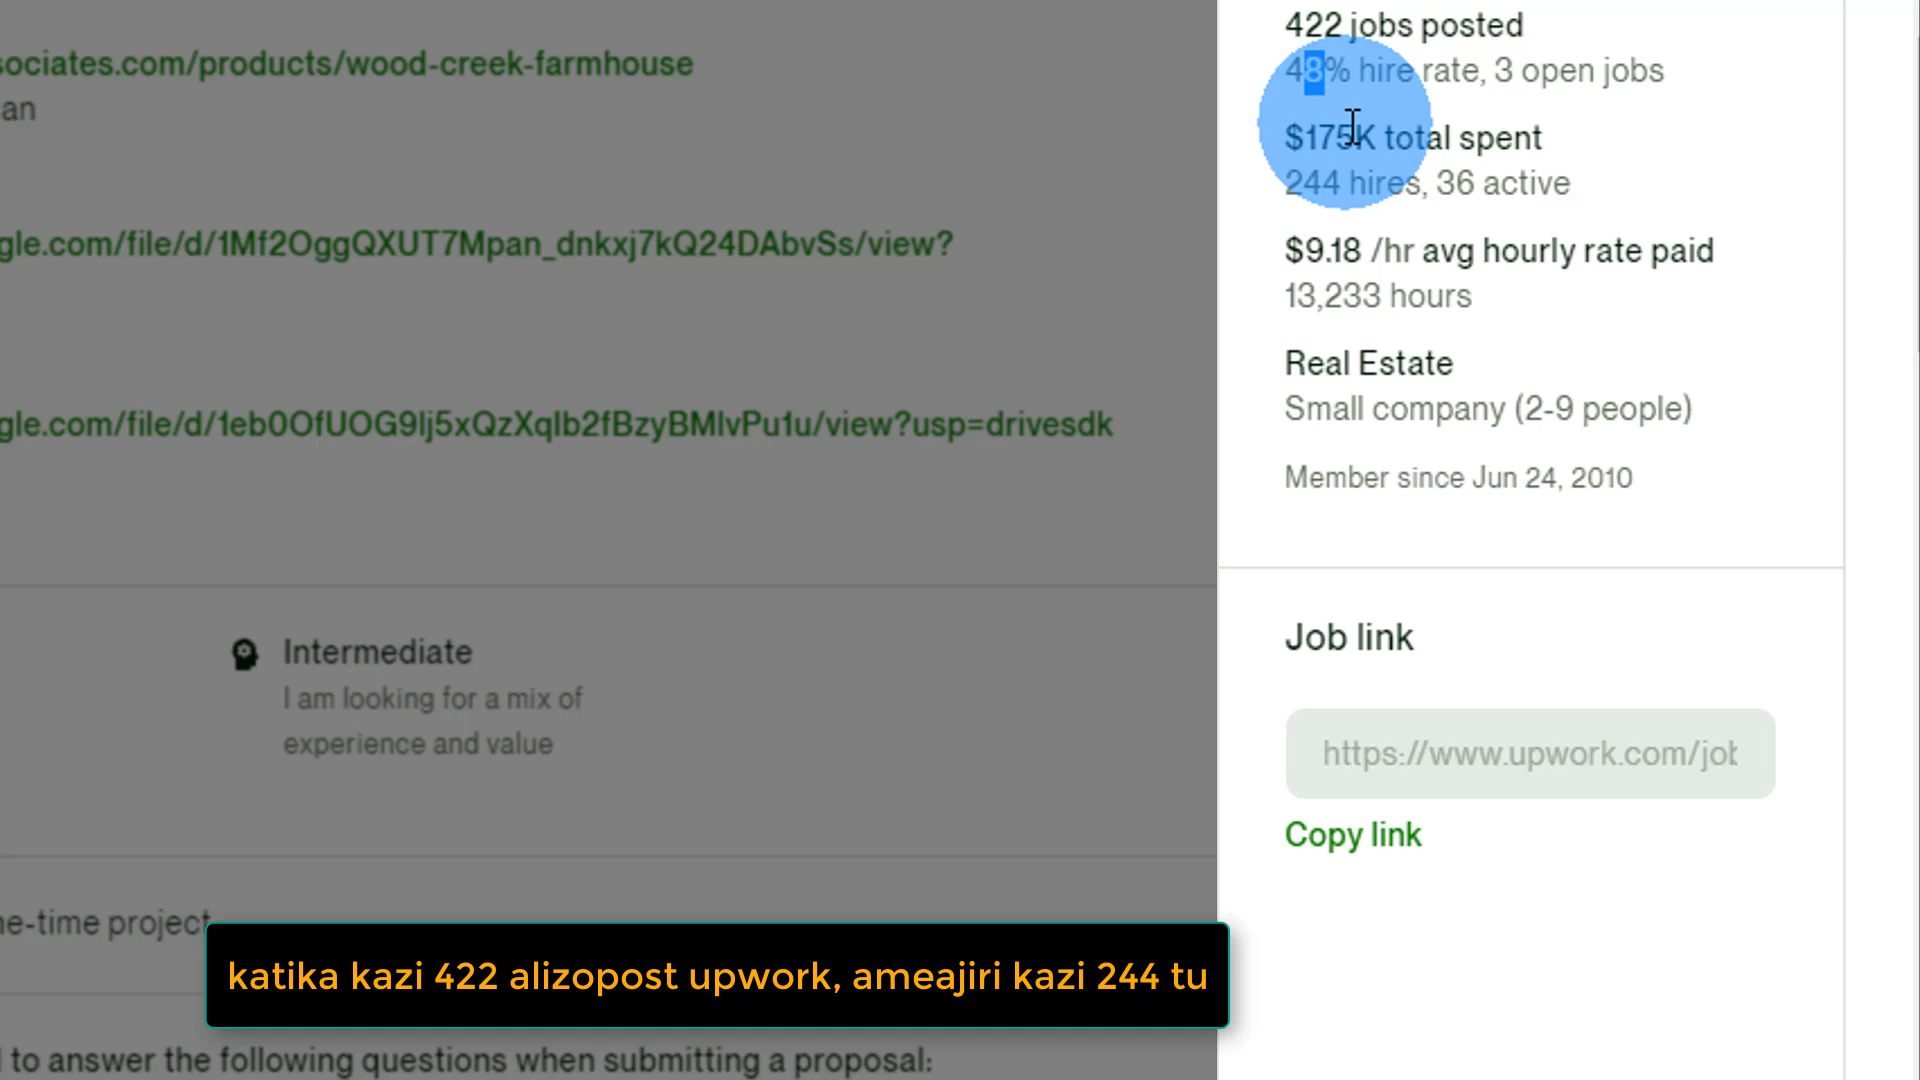 422 jobs posted
48% hire rate, 3 open jobs
$175K total spent
244 hires, 36 active
$9.18 /hr avg hourly rate paid
13,233 hours
Real Estate
Small company (2-9 people)
Member since Jun 24, 2010
Job link
https://www.upwork.com/job
Copy link
sociates.com/products/wood-creek-farmhouse
an
gle.com/file/d/1Mf2OggQXUT7Mpan_dnkxj7kQ24DAbvSs/view?
gle.com/file/d/1eb0OfUOG9lj5xQzXqlb2fBzyBMlvPu1u/view?usp=drivesdk
Intermediate
I am looking for a mix of
experience and value
ne-time project
katika kazi 422 alizopost upwork, ameajiri kazi 244 tu
to answer the following questions when submitting a proposal: